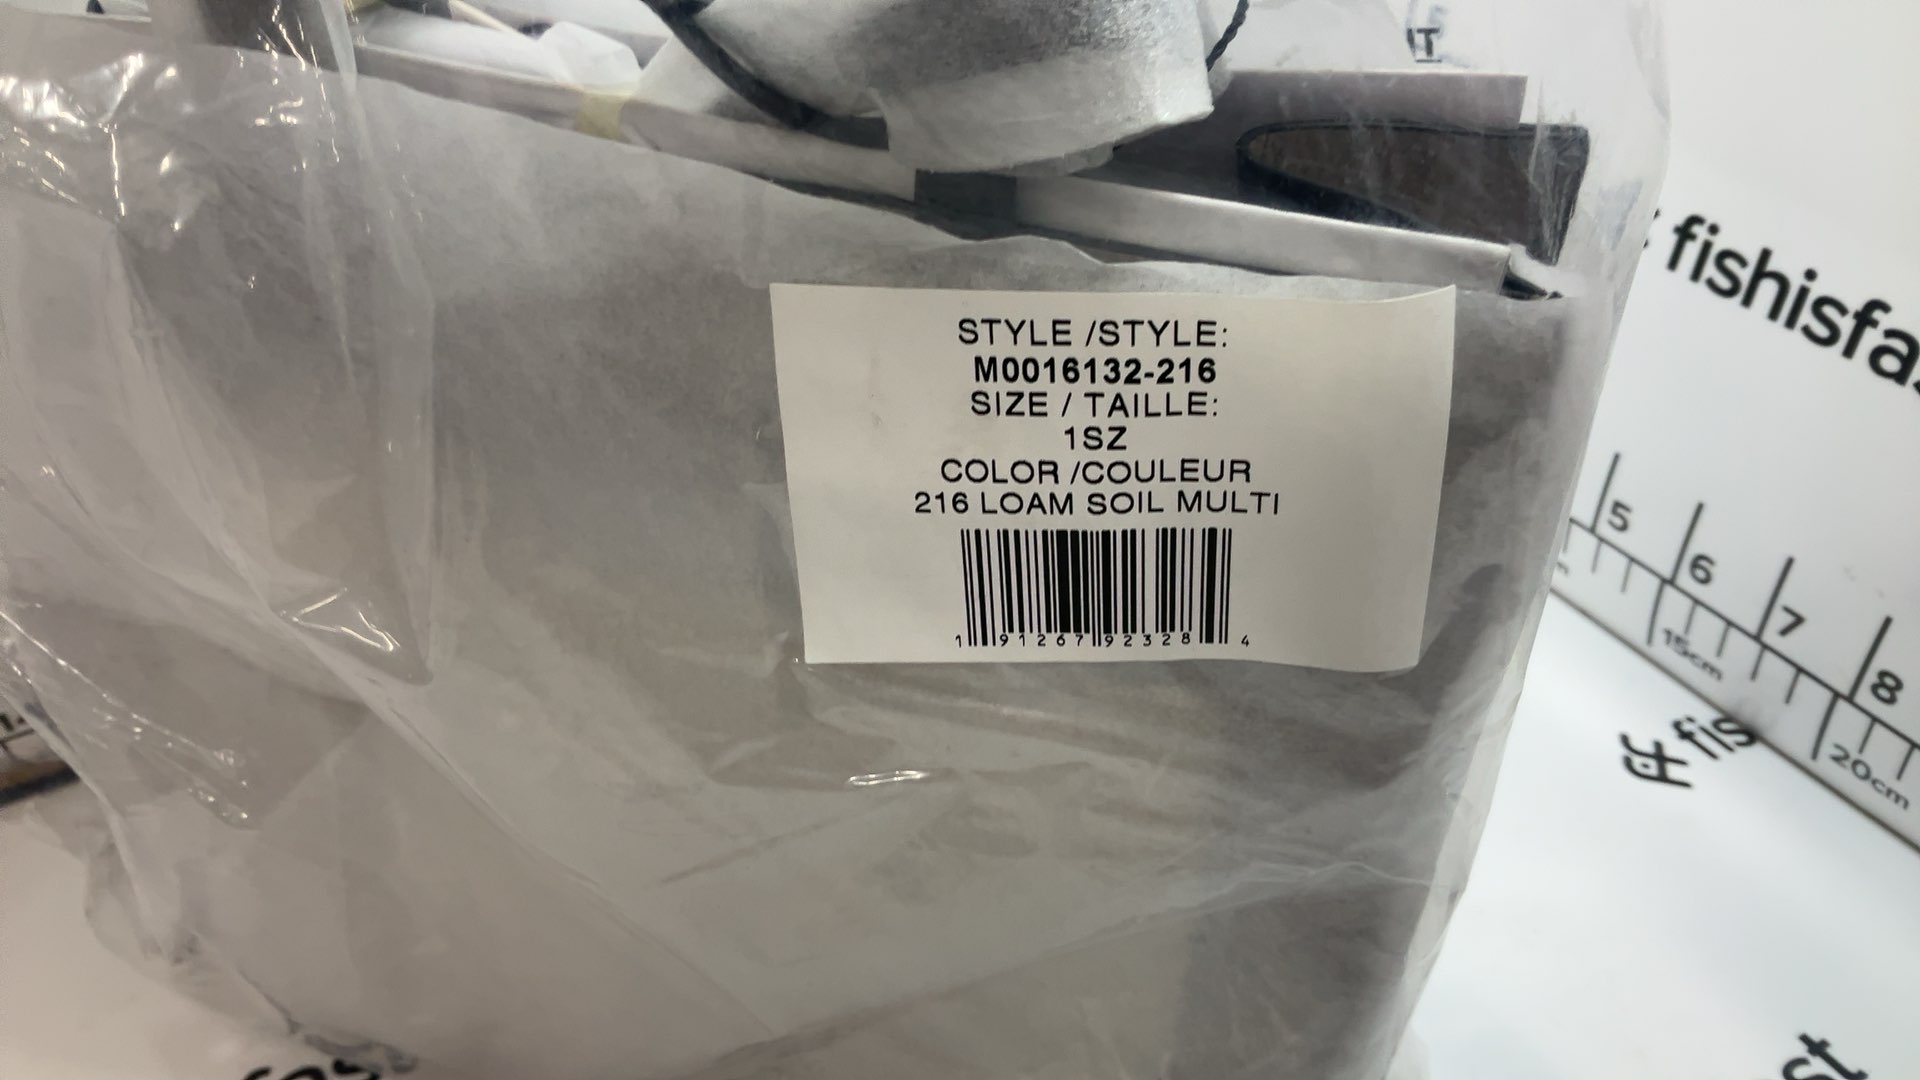 STYLE /STYLE:
M0016132-216
SIZE / TAILLE:
1SZ
COLOR /COULEUR
216 LOAM SOIL MULTI
1 91267 92328 4
fishisfa
5 6 7 8
15cm
20cm
fis